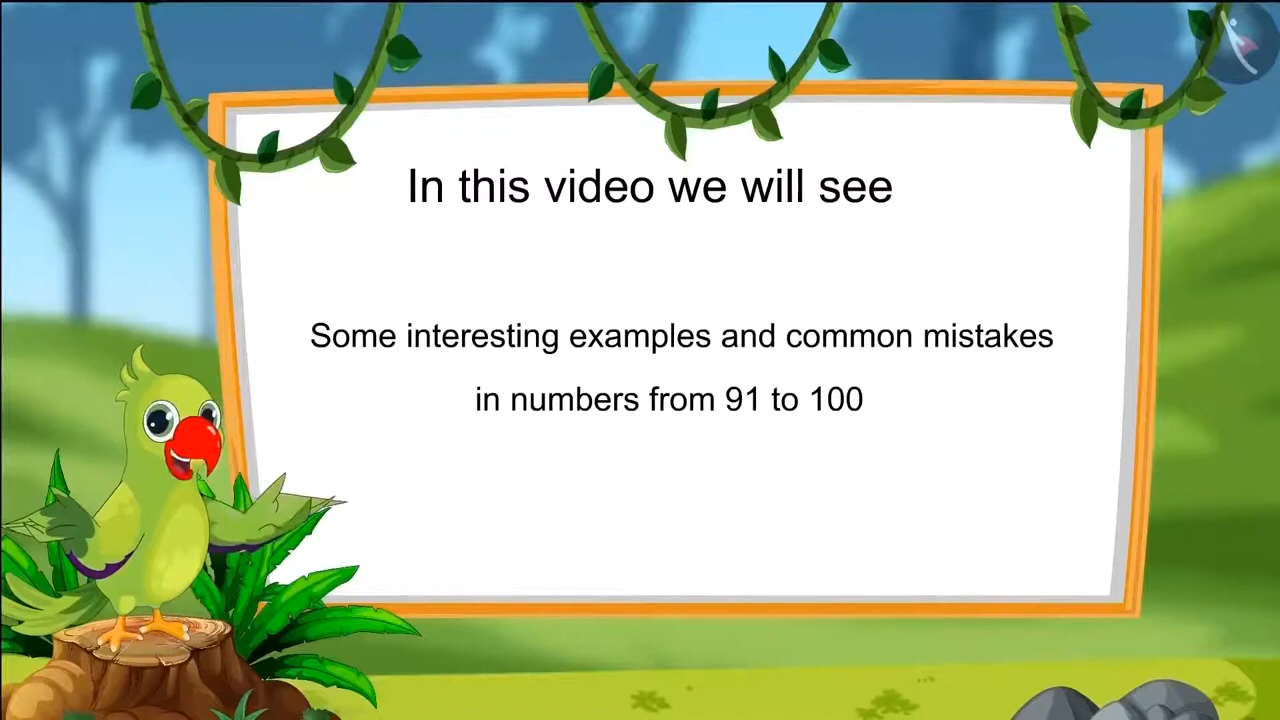 In this video we will see
Some interesting examples and common mistakes
in numbers from 91 to 100